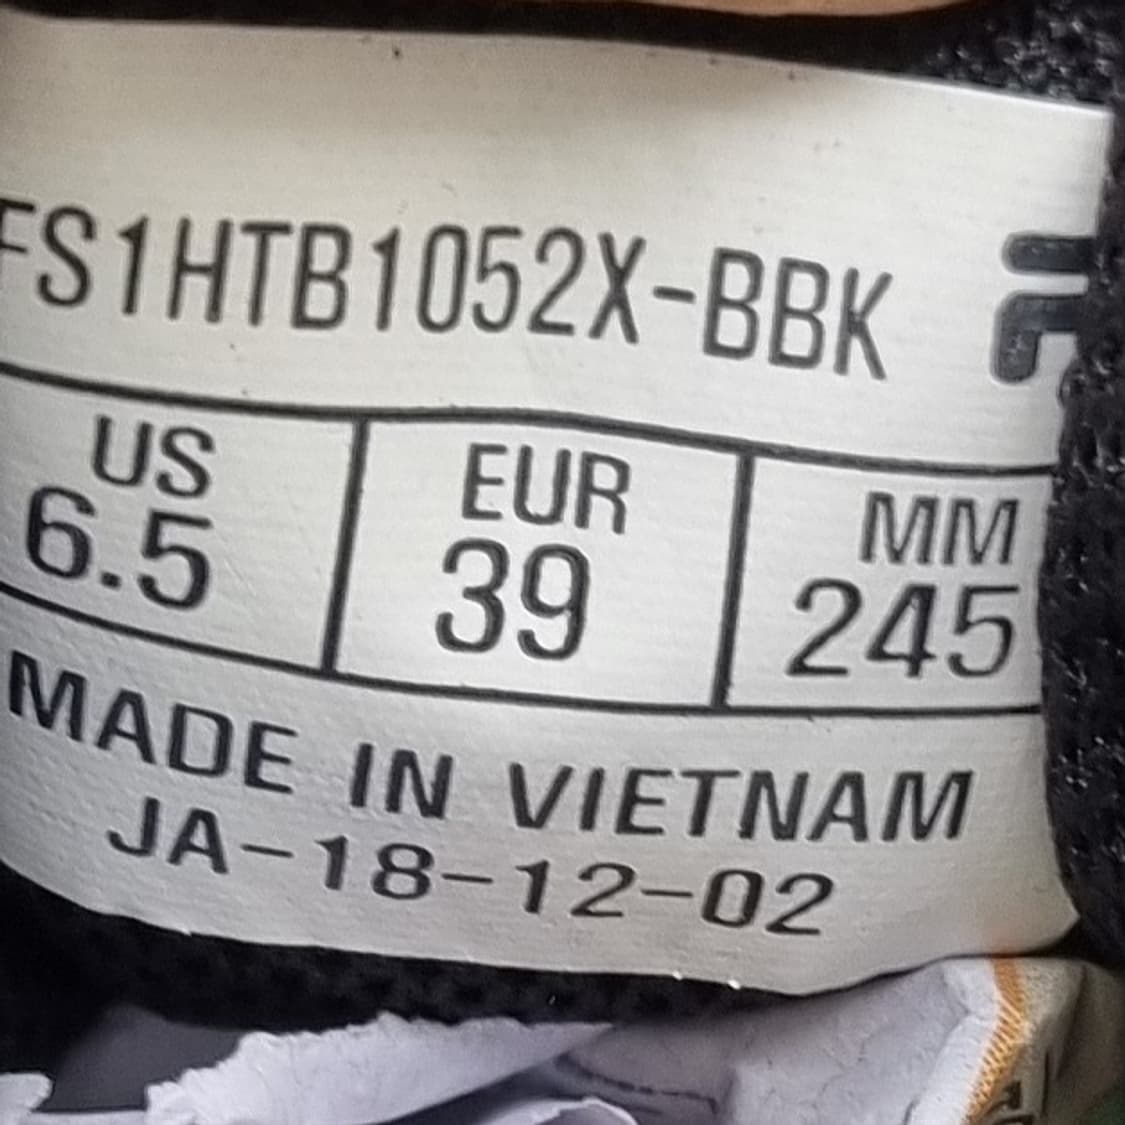 FS1HTB1052X-BBK
US EUR MM
6.5 39 245
MADE IN VIETNAM
JA-18-12-02